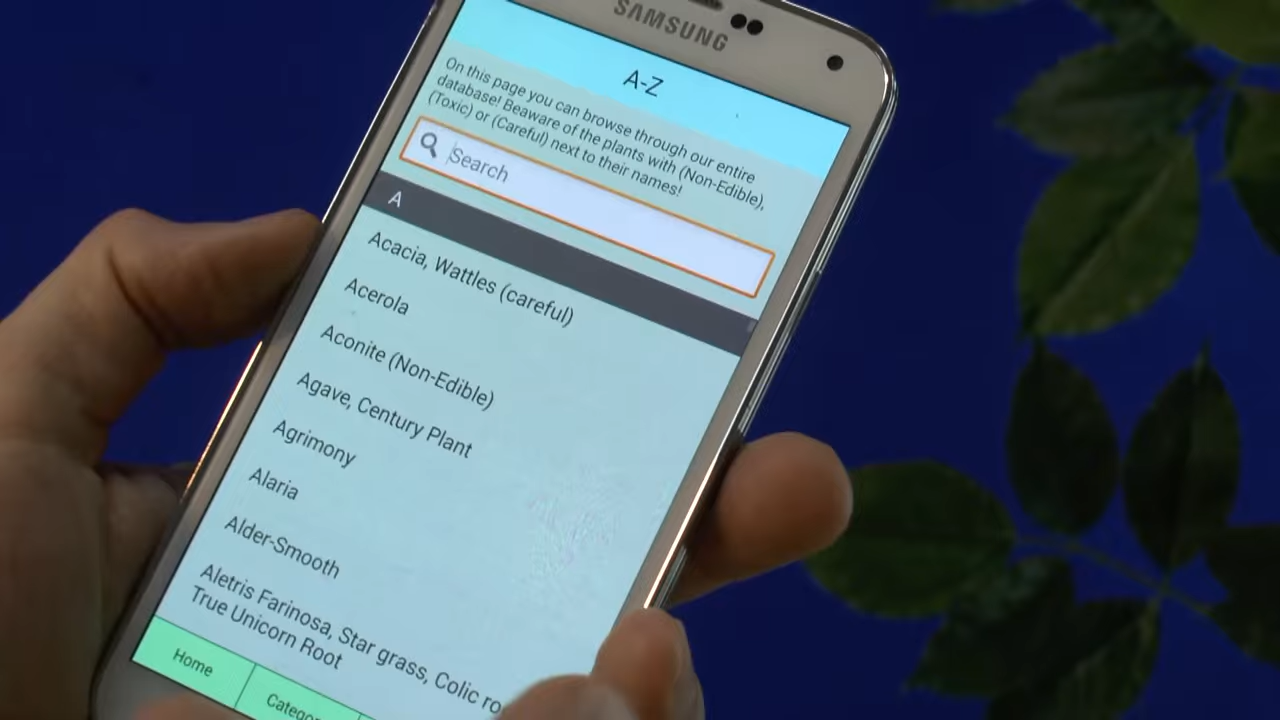 SAMSUNG
A-Z
On this page you can browse through our entire
database! Beaware of the plants with (Non-Edible),
(Toxic) or (Careful) next to their names!
Search
A
Acacia, Wattles (careful)
Acerola
Aconite (Non-Edible)
Agave, Century Plant
Agrimony
Alaria
Alder-Smooth
Aletris Farinosa, Star grass, Colic ro
True Unicorn Root
Home
Catego